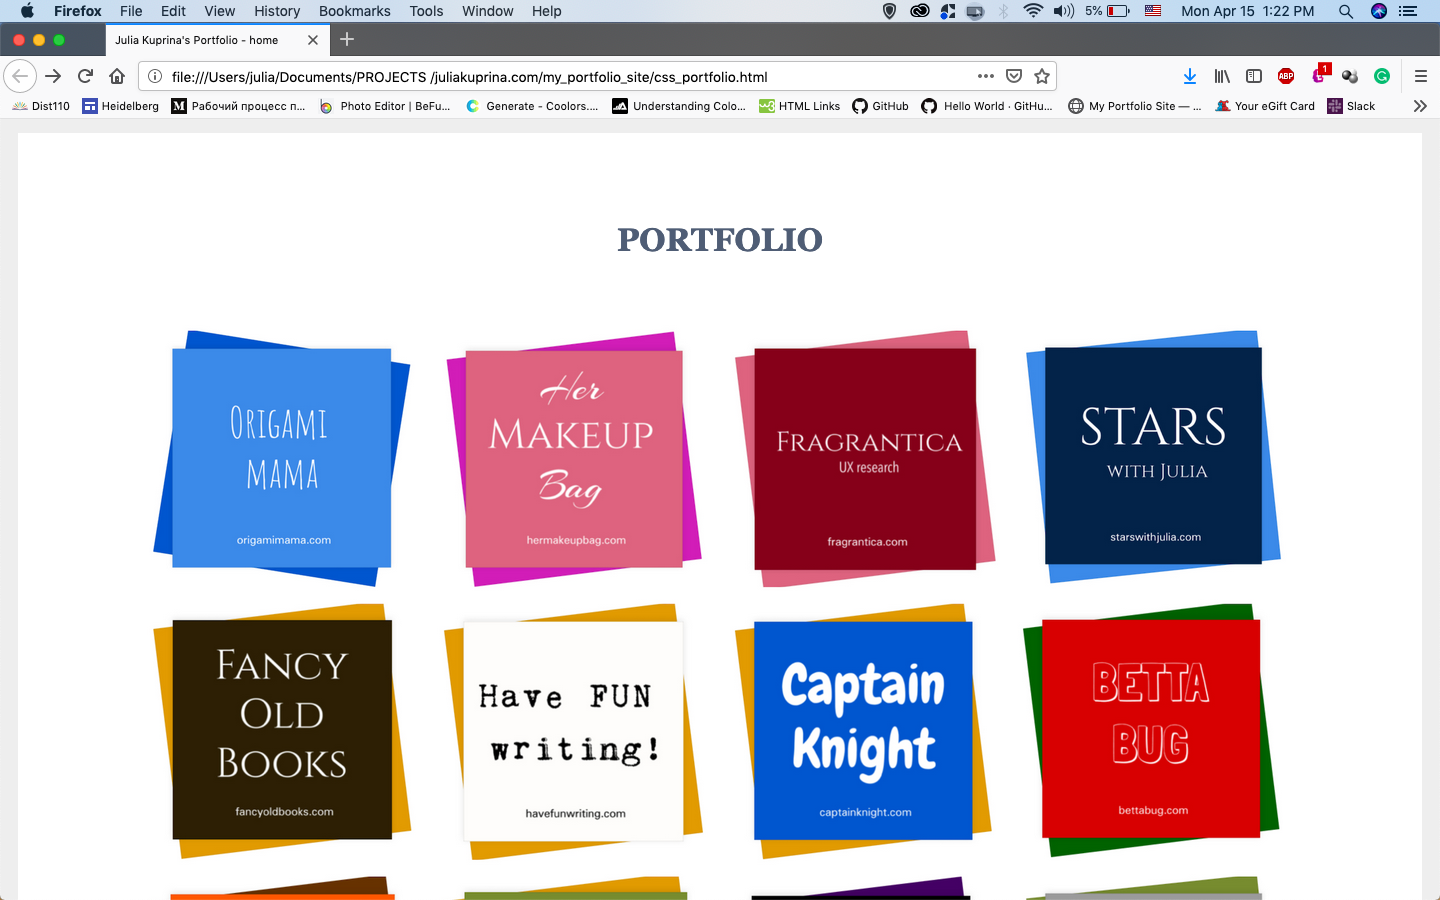 Firefox File Edit View History Bookmarks Tools Window Help 5% Mon Apr 15 1:22 PM
Julia Kuprina's Portfolio - home
file:///Users/julia/Documents/PROJECTS /juliakuprina.com/my_portfolio_site/css_portfolio.html
ABP
1
Dist110 Heidelberg Рабочий процесс п... Photo Editor | BeFu... Generate - Coolors.... Understanding Colo... HTML Links GitHub Hello World · GitHu... My Portfolio Site — ... Your eGift Card Slack
PORTFOLIO
Origami
mama
origamimama.com
Her
Makeup
Bag
hermakeupbag.com
Fragrantica
UX research
fragrantica.com
STARS
with Julia
starswithjulia.com
Fancy
Old
Books
fancyoldbooks.com
Have FUN
writing!
havefunwriting.com
Captain
Knight
captainknight.com
BETTA
BUG
bettabug.com